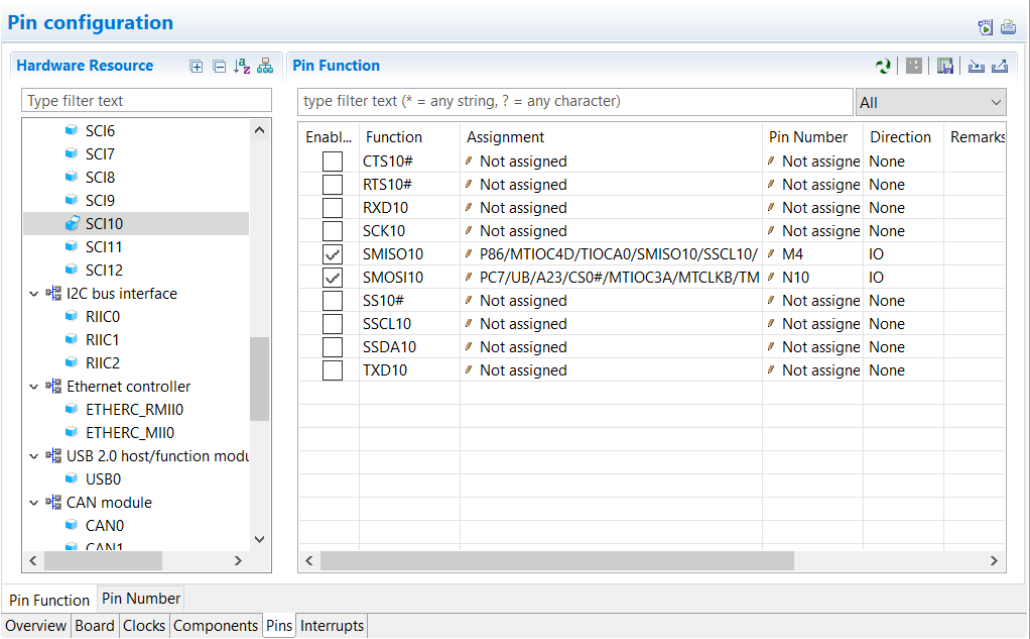 Pin configuration
Hardware Resource
Type filter text
SCI6
SCI7
SCI8
SCI9
SCI10
SCI11
SCI12
I2C bus interface
RIIC0
RIIC1
RIIC2
Ethernet controller
ETHERC_RMII0
ETHERC_MII0
USB 2.0 host/function modu
USB0
CAN module
CAN0
CAN1
Pin Function
type filter text (* = any string, ? = any character) All
Enabl... Function Assignment Pin Number Direction Remarks
CTS10# Not assigned Not assigne None
RTS10# Not assigned Not assigne None
RXD10 Not assigned Not assigne None
SCK10 Not assigned Not assigne None
SMISO10 P86/MTIOC4D/TIOCA0/SMISO10/SSCL10/ M4 IO
SMOSI10 PC7/UB/A23/CS0#/MTIOC3A/MTCLKB/TM N10 IO
SS10# Not assigned Not assigne None
SSCL10 Not assigned Not assigne None
SSDA10 Not assigned Not assigne None
TXD10 Not assigned Not assigne None
Pin Function Pin Number
Overview Board Clocks Components Pins Interrupts